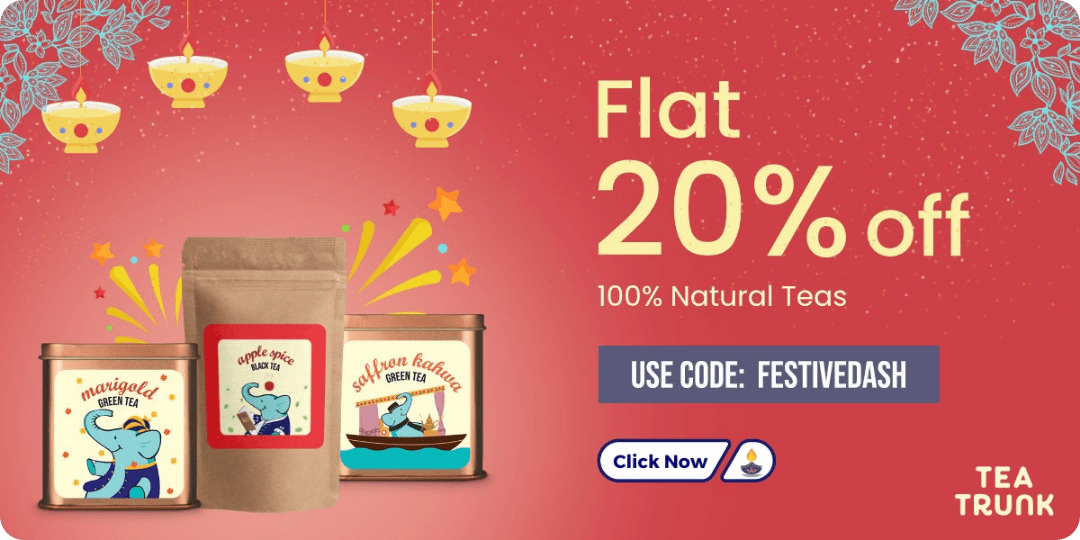 Flat
20% off
100% Natural Teas
USE CODE: FESTIVEDASH
Click Now
marigold
GREEN TEA
apple spice
BLACK TEA
saffron kahwa
GREEN TEA
TEA
TRUNK